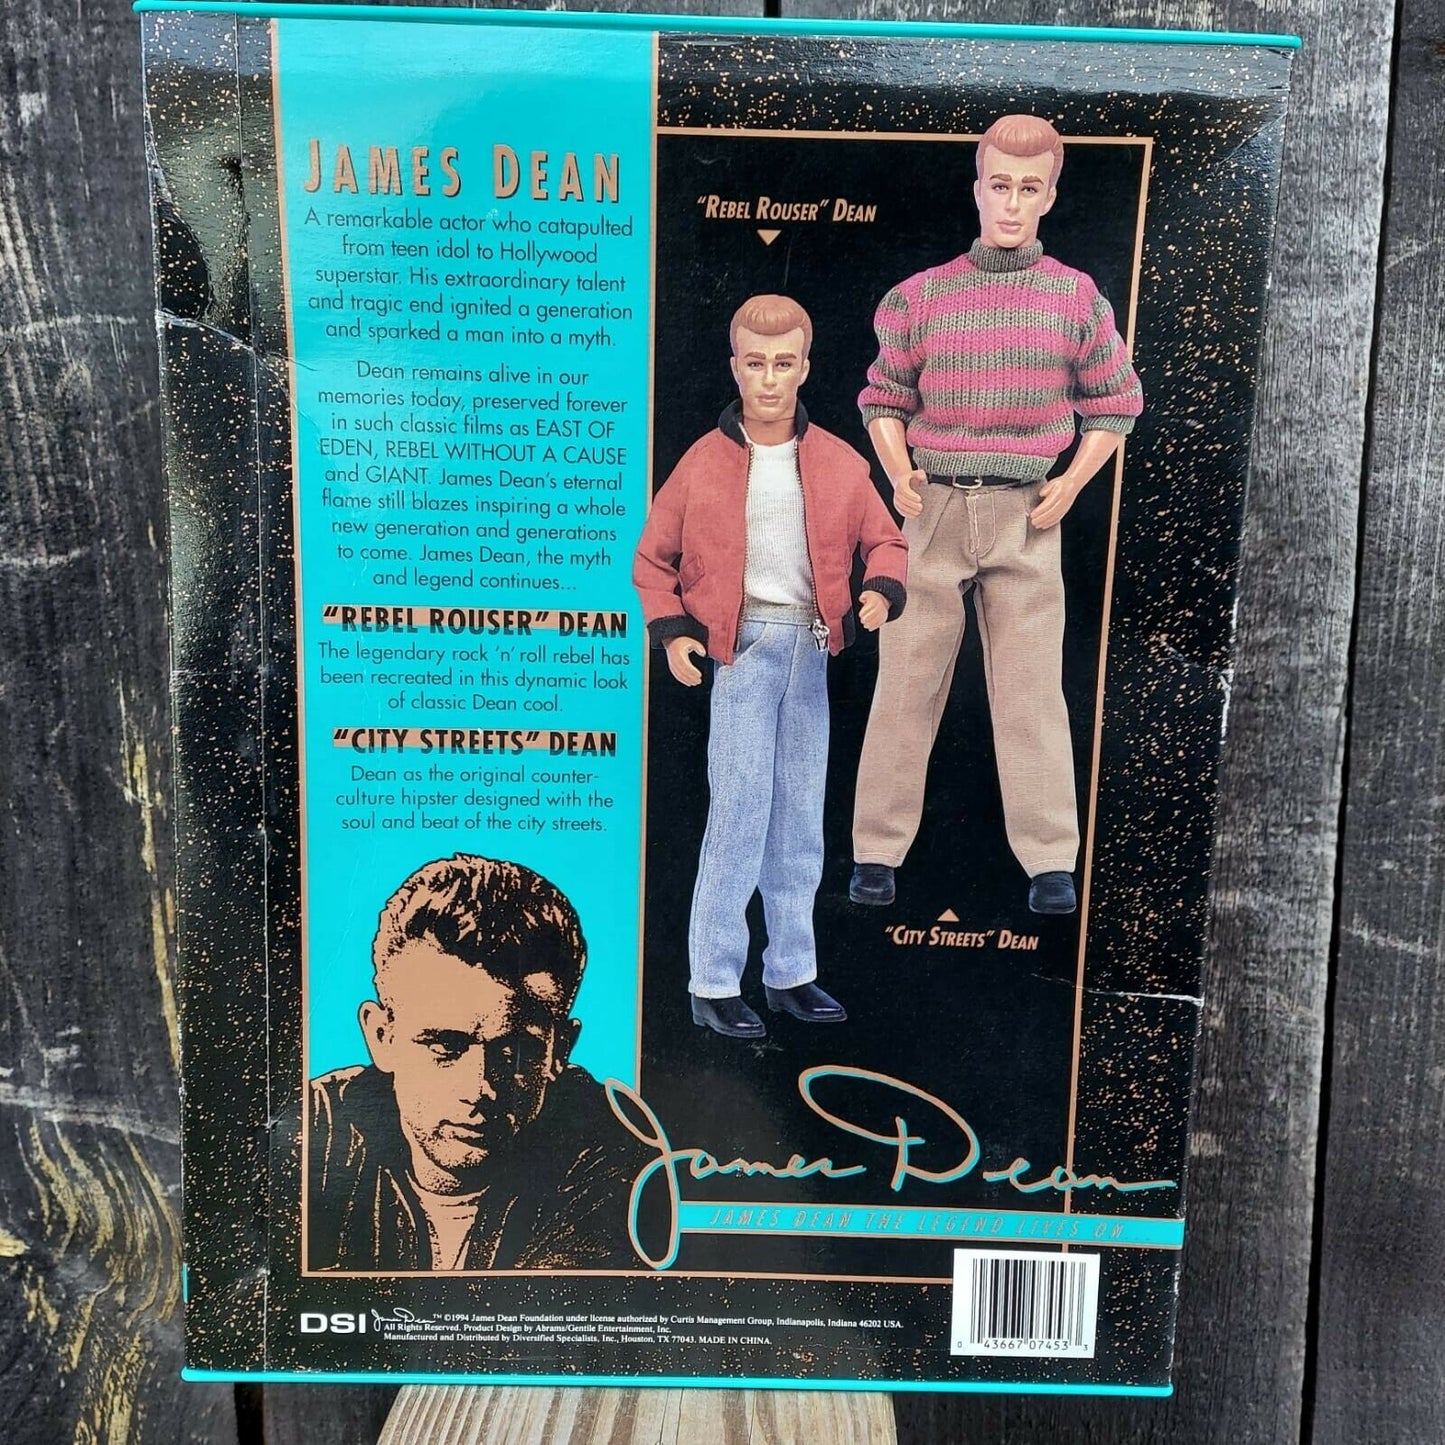 JAMES DEAN
A remarkable actor who catapulted
from teen idol to Hollywood
superstar. His extraordinary talent
and tragic end ignited a generation
and sparked a man into a myth.
Dean remains alive in our
memories today, preserved forever
in such classic films as EAST OF
EDEN, REBEL WITHOUT A CAUSE
and GIANT. James Dean's eternal
flame still blazes inspiring a whole
new generation and generations
to come. James Dean, the myth
and legend continues...
"REBEL ROUSER" DEAN
The legendary rock 'n' roll rebel has
been recreated in this dynamic look
of classic Dean cool.
"CITY STREETS" DEAN
Dean as the original counter-
culture hipster designed with the
soul and beat of the city streets.
"REBEL ROUSER" DEAN
"CITY STREETS" DEAN
James Dean
JAMES DEAN THE LEGEND LIVES ON...
DSI James Dean™ ©1994 James Dean Foundation under license authorized by Curtis Management Group, Indianapolis, Indiana 46202 USA.
All Rights Reserved. Product Design by Abrams/Gentile Entertainment, Inc.
Manufactured and Distributed by Diversified Specialists, Inc., Houston, TX 77043. MADE IN CHINA.
0 43667 07453 3